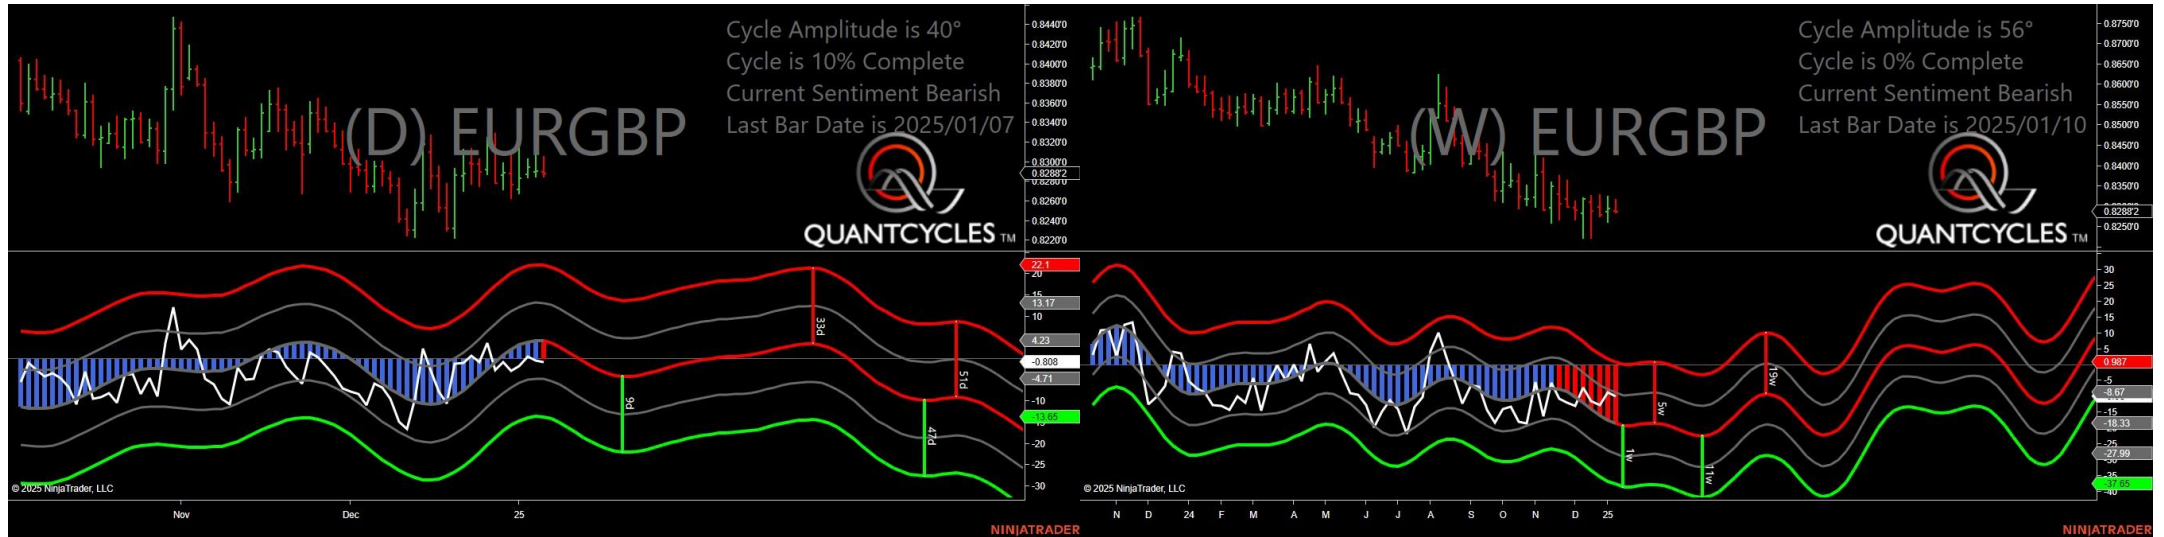 Cycle Amplitude is 40°
Cycle is 10% Complete
Current Sentiment Bearish
Last Bar Date is 2025/01/07
(D) EURGBP
QUANTCYCLES TM
0.8440'0
0.8420'0
0.8400'0
0.8380'0
0.8360'0
0.8340'0
0.8320'0
0.8300'0
0.8288'2
0.8280'0
0.8260'0
0.8240'0
0.8220'0
22.1
20
15
13.17
10
4.23
-0.808
-4.71
-10
-13.65
-20
-25
-30
9d
33d
47d
51d
© 2025 NinjaTrader, LLC
Nov
Dec
25
NINJATRADER
Cycle Amplitude is 56°
Cycle is 0% Complete
Current Sentiment Bearish
Last Bar Date is 2025/01/10
(W) EURGBP
QUANTCYCLES TM
0.8750'0
0.8700'0
0.8650'0
0.8600'0
0.8550'0
0.8500'0
0.8450'0
0.8400'0
0.8350'0
0.8288'2
0.8250'0
30
25
20
15
10
5
0.987
-5
-8.67
-15
-18.33
-25
-27.99
-37.65
-40
1w
5w
11w
19w
© 2025 NinjaTrader, LLC
N D 24 F M A M J J A S O N D 25
NINJATRADER